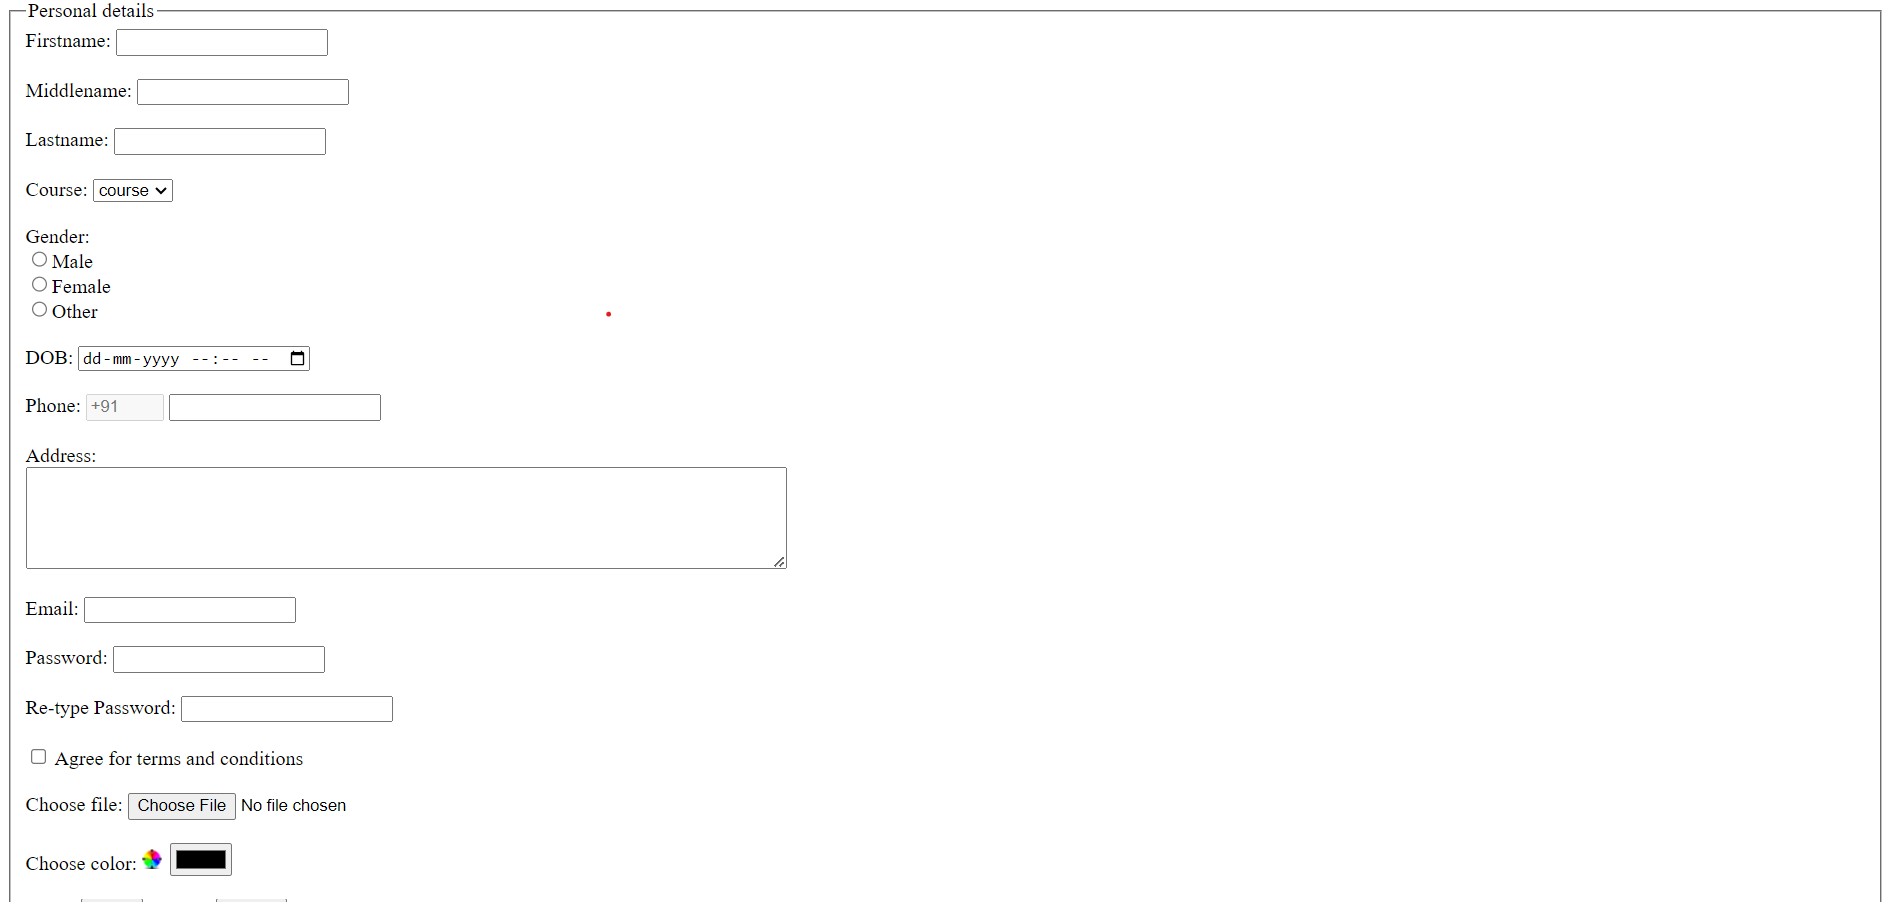 Personal details
Firstname:
Middlename:
Lastname:
Course: course
Gender:
Male
Female
Other
DOB: dd-mm-yyyy --:-- --
Phone: +91
Address:
Email:
Password:
Re-type Password:
Agree for terms and conditions
Choose file: Choose File No file chosen
Choose color: